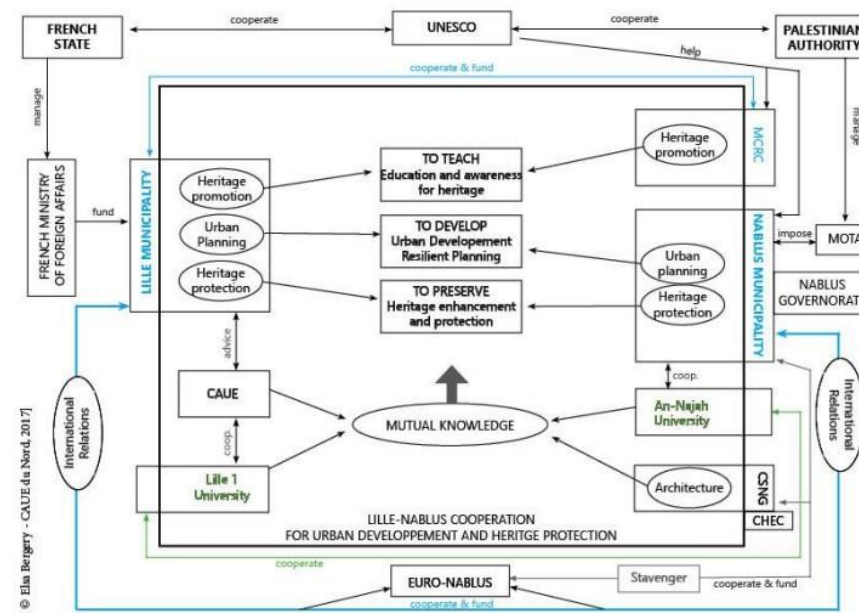 cooperate
cooperate
FRENCH
STATE
UNESCO
PALESTINIAN
AUTHORITY
help
cooperate & fund
manage
manage
MCRC
Heritage
promotion
TO TEACH
Education and awareness
for heritage
FRENCH MINISTRY
OF FOREIGN AFFAIRS
fund
LILLE MUNICIPALITY
Heritage
promotion
Urban
Planning
Heritage
protection
TO DEVELOP
Urban Developement
Resilient Planning
TO PRESERVE
Heritage enhancement
and protection
Urban
planning
Heritage
protection
NABLUS MUNICIPALITY
impose
MOTA
NABLUS
GOVERNORAT
advice
CAUE
coop.
MUTUAL KNOWLEDGE
coop.
An-Najah
University
International
Relations
International
Relations
Lille 1
University
Architecture
CSNG
CHEC
LILLE-NABLUS COOPERATION
FOR URBAN DEVELOPPEMENT AND HERITGE PROTECTION
cooperate
EURO-NABLUS
Stavenger
cooperate & fund
cooperate & fund
© Elsa Bergery - CAUE du Nord, 2017]